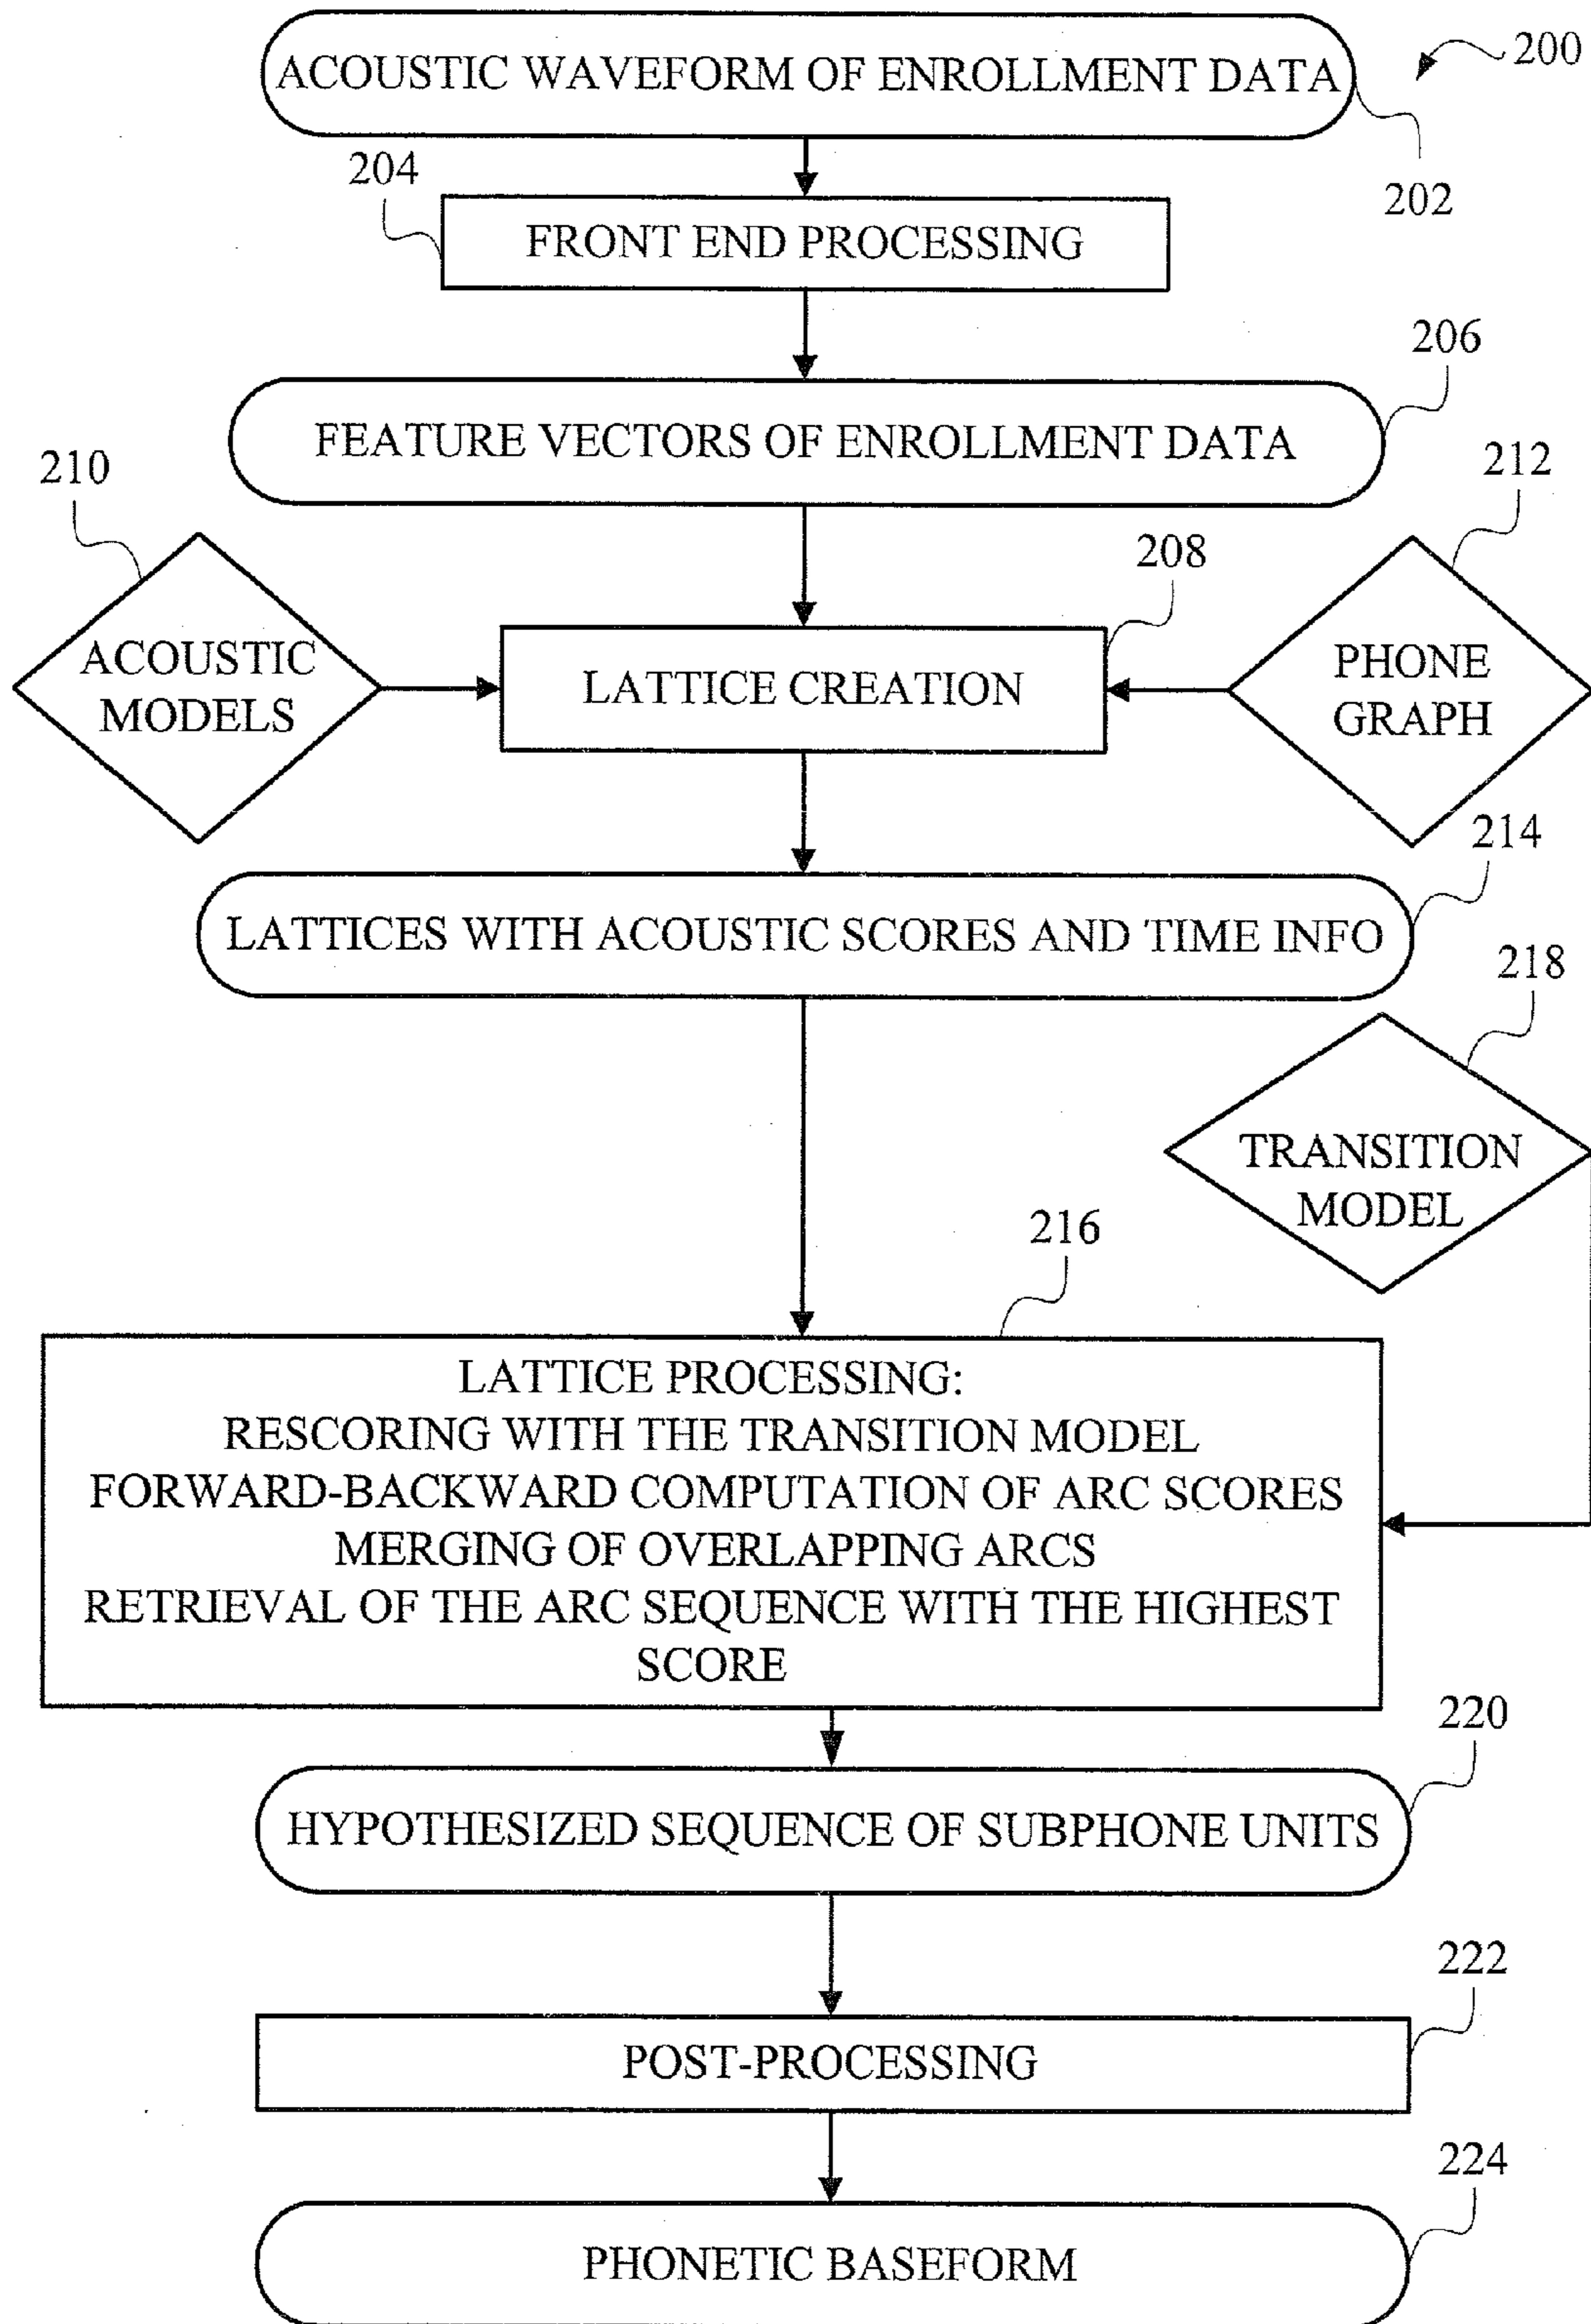 200
ACOUSTIC WAVEFORM OF ENROLLMENT DATA
202
204
FRONT END PROCESSING
206
FEATURE VECTORS OF ENROLLMENT DATA
210
212
208
ACOUSTIC
MODELS
LATTICE CREATION
PHONE
GRAPH
214
LATTICES WITH ACOUSTIC SCORES AND TIME INFO
218
TRANSITION
MODEL
216
LATTICE PROCESSING:
RESCORING WITH THE TRANSITION MODEL
FORWARD-BACKWARD COMPUTATION OF ARC SCORES
MERGING OF OVERLAPPING ARCS
RETRIEVAL OF THE ARC SEQUENCE WITH THE HIGHEST
SCORE
220
HYPOTHESIZED SEQUENCE OF SUBPHONE UNITS
222
POST-PROCESSING
224
PHONETIC BASEFORM